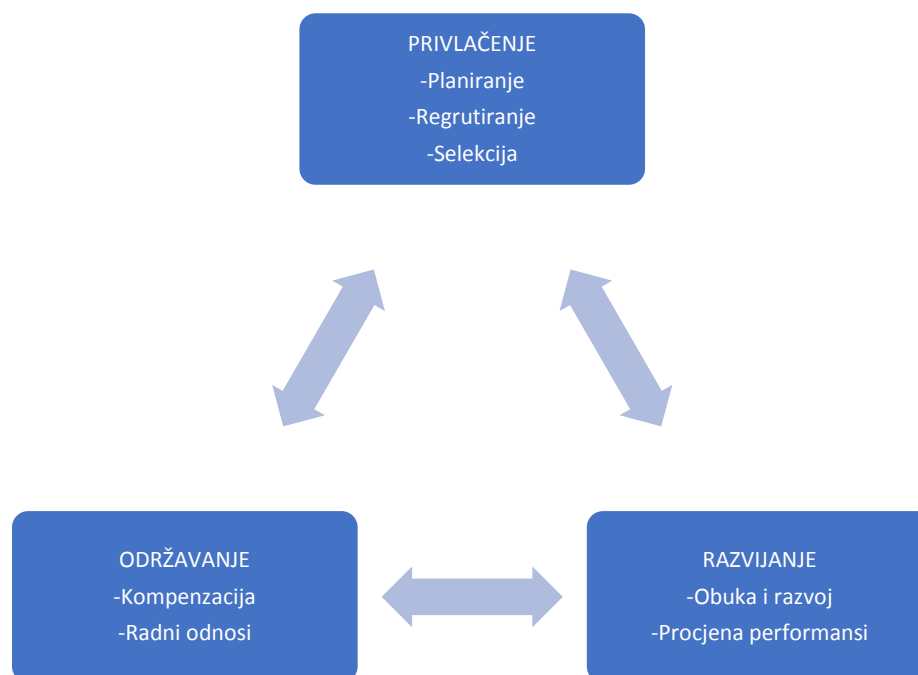 PRIVLAČENJE
-Planiranje
-Regrutiranje
-Selekcija
ODRŽAVANJE
-Kompenzacija
-Radni odnosi
RAZVIJANJE
-Obuka i razvoj
-Procjena performansi